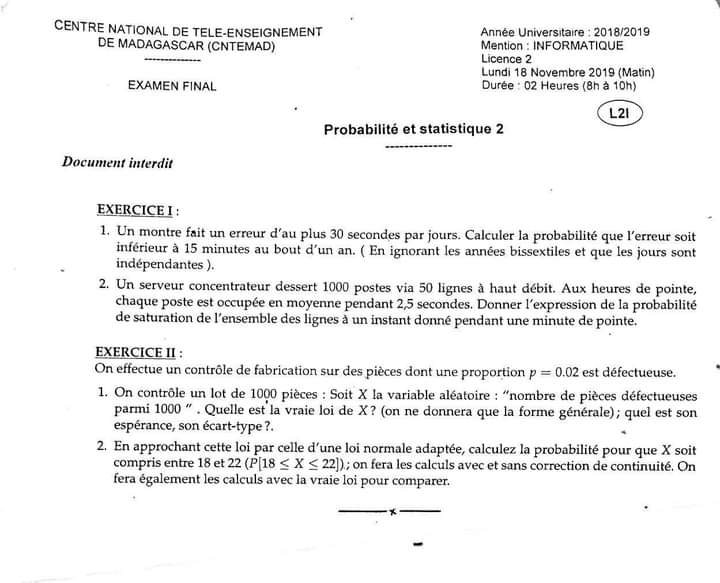 CENTRE NATIONAL DE TELE-ENSEIGNEMENT
DE MADAGASCAR (CNTEMAD)
--------------
EXAMEN FINAL
Année Universitaire : 2018/2019
Mention : INFORMATIQUE
Licence 2
Lundi 18 Novembre 2019 (Matin)
Durée : 02 Heures (8h à 10h)
L2I
Probabilité et statistique 2
--------------
Document interdit
EXERCICE I :
1. Un montre fait un erreur d'au plus 30 secondes par jours. Calculer la probabilité que l'erreur soit
inférieur à 15 minutes au bout d'un an. ( En ignorant les années bissextiles et que les jours sont
indépendantes ).
2. Un serveur concentrateur dessert 1000 postes via 50 lignes à haut débit. Aux heures de pointe,
chaque poste est occupée en moyenne pendant 2,5 secondes. Donner l'expression de la probabilité
de saturation de l'ensemble des lignes à un instant donné pendant une minute de pointe.
EXERCICE II :
On effectue un contrôle de fabrication sur des pièces dont une proportion p = 0.02 est défectueuse.
1. On contrôle un lot de 1000 pièces : Soit X la variable aléatoire : "nombre de pièces défectueuses
parmi 1000 " . Quelle est la vraie loi de X? (on ne donnera que la forme générale) ; quel est son
espérance, son écart-type ?.
2. En approchant cette loi par celle d'une loi normale adaptée, calculez la probabilité pour que X soit
compris entre 18 et 22 (P[18 ≤ X ≤ 22]) ; on fera les calculs avec et sans correction de continuité. On
fera également les calculs avec la vraie loi pour comparer.